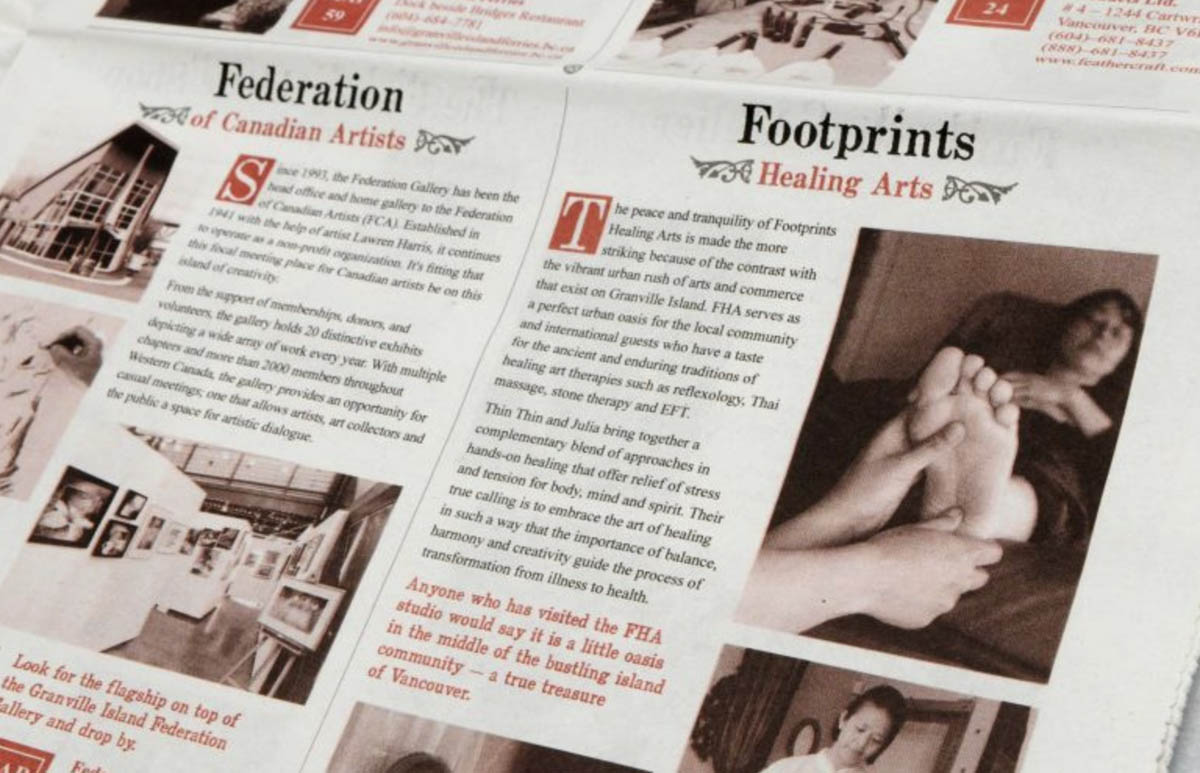 59
Dock beside Bridges Restaurant
(604)-684-7781
info@granvilleislandferries.bc.ca
www.granvilleislandferries.bc.ca
24
Ltd.
# 4 – 1244 Cartw
Vancouver, BC V6
(604)–681–8437
(888)–681–8437
www.feathercraft.com
Federation
of Canadian Artists
Since 1993, the Federation Gallery has been the
head office and home gallery to the Federation
of Canadian Artists (FCA). Established in
1941 with the help of artist Lawren Harris, it continues
to operate as a non-profit organization. It's fitting that
this focal meeting place for Canadian artists be on this
island of creativity.
From the support of memberships, donors, and
volunteers, the gallery holds 20 distinctive exhibits
depicting a wide array of work every year. With multiple
chapters and more than 2000 members throughout
Western Canada, the gallery provides an opportunity for
casual meetings; one that allows artists, art collectors and
the public a space for artistic dialogue.
Look for the flagship on top of
the Granville Island Federation
Gallery and drop by.
Footprints
Healing Arts
The peace and tranquility of Footprints
Healing Arts is made the more
striking because of the contrast with
the vibrant urban rush of arts and commerce
that exist on Granville Island. FHA serves as
a perfect urban oasis for the local community
and international guests who have a taste
for the ancient and enduring traditions of
healing art therapies such as reflexology, Thai
massage, stone therapy and EFT.
Thin Thin and Julia bring together a
complementary blend of approaches in
hands-on healing that offer relief of stress
and tension for body, mind and spirit. Their
true calling is to embrace the art of healing
in such a way that the importance of balance,
harmony and creativity guide the process of
transformation from illness to health.
Anyone who has visited the FHA
studio would say it is a little oasis
in the middle of the bustling island
community – a true treasure
of Vancouver.